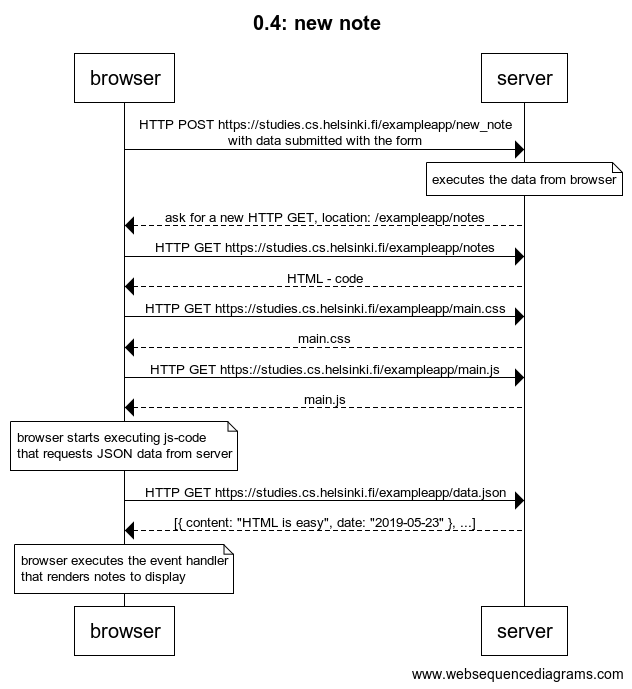 0.4: new note
browser
server
HTTP POST https://studies.cs.helsinki.fi/exampleapp/new_note
with data submitted with the form
executes the data from browser
ask for a new HTTP GET, location: /exampleapp/notes
HTTP GET https://studies.cs.helsinki.fi/exampleapp/notes
HTML - code
HTTP GET https://studies.cs.helsinki.fi/exampleapp/main.css
main.css
HTTP GET https://studies.cs.helsinki.fi/exampleapp/main.js
main.js
browser starts executing js-code
that requests JSON data from server
HTTP GET https://studies.cs.helsinki.fi/exampleapp/data.json
[{ content: "HTML is easy", date: "2019-05-23" }, ...]
browser executes the event handler
that renders notes to display
browser
server
www.websequencediagrams.com